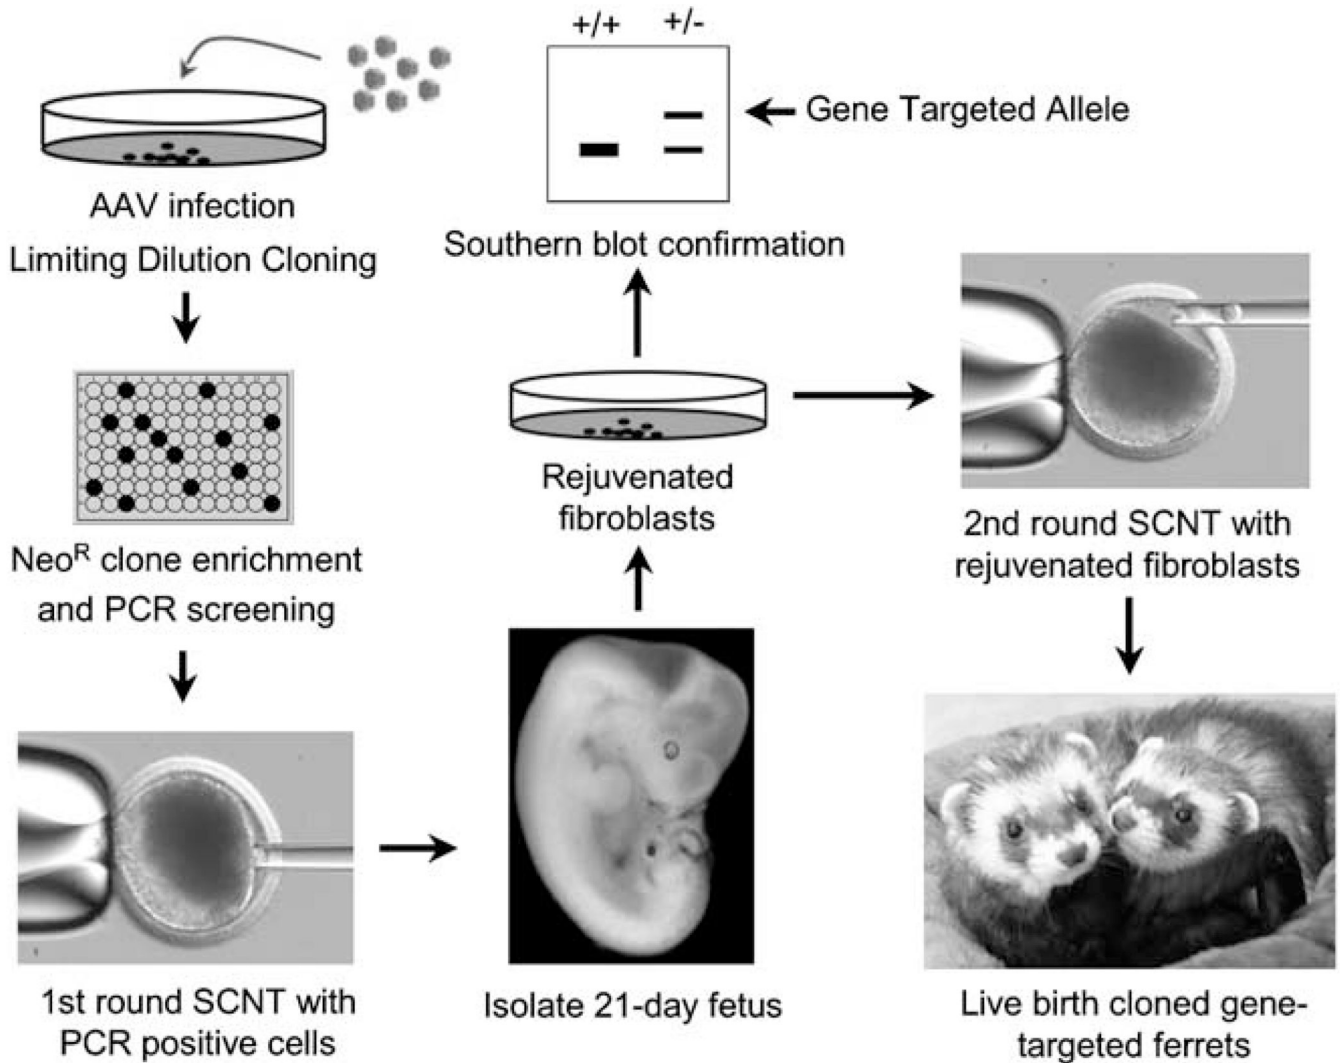 AAV infection
Limiting Dilution Cloning
Neo^R clone enrichment
and PCR screening
1st round SCNT with
PCR positive cells
Isolate 21-day fetus
Rejuvenated
fibroblasts
Southern blot confirmation
+/+ +/-
Gene Targeted Allele
2nd round SCNT with
rejuvenated fibroblasts
Live birth cloned gene-
targeted ferrets